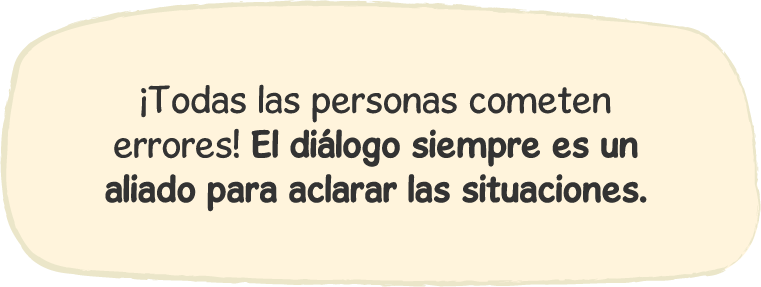 ¡Todas las personas cometen
errores! El diálogo siempre es un
aliado para aclarar las situaciones.